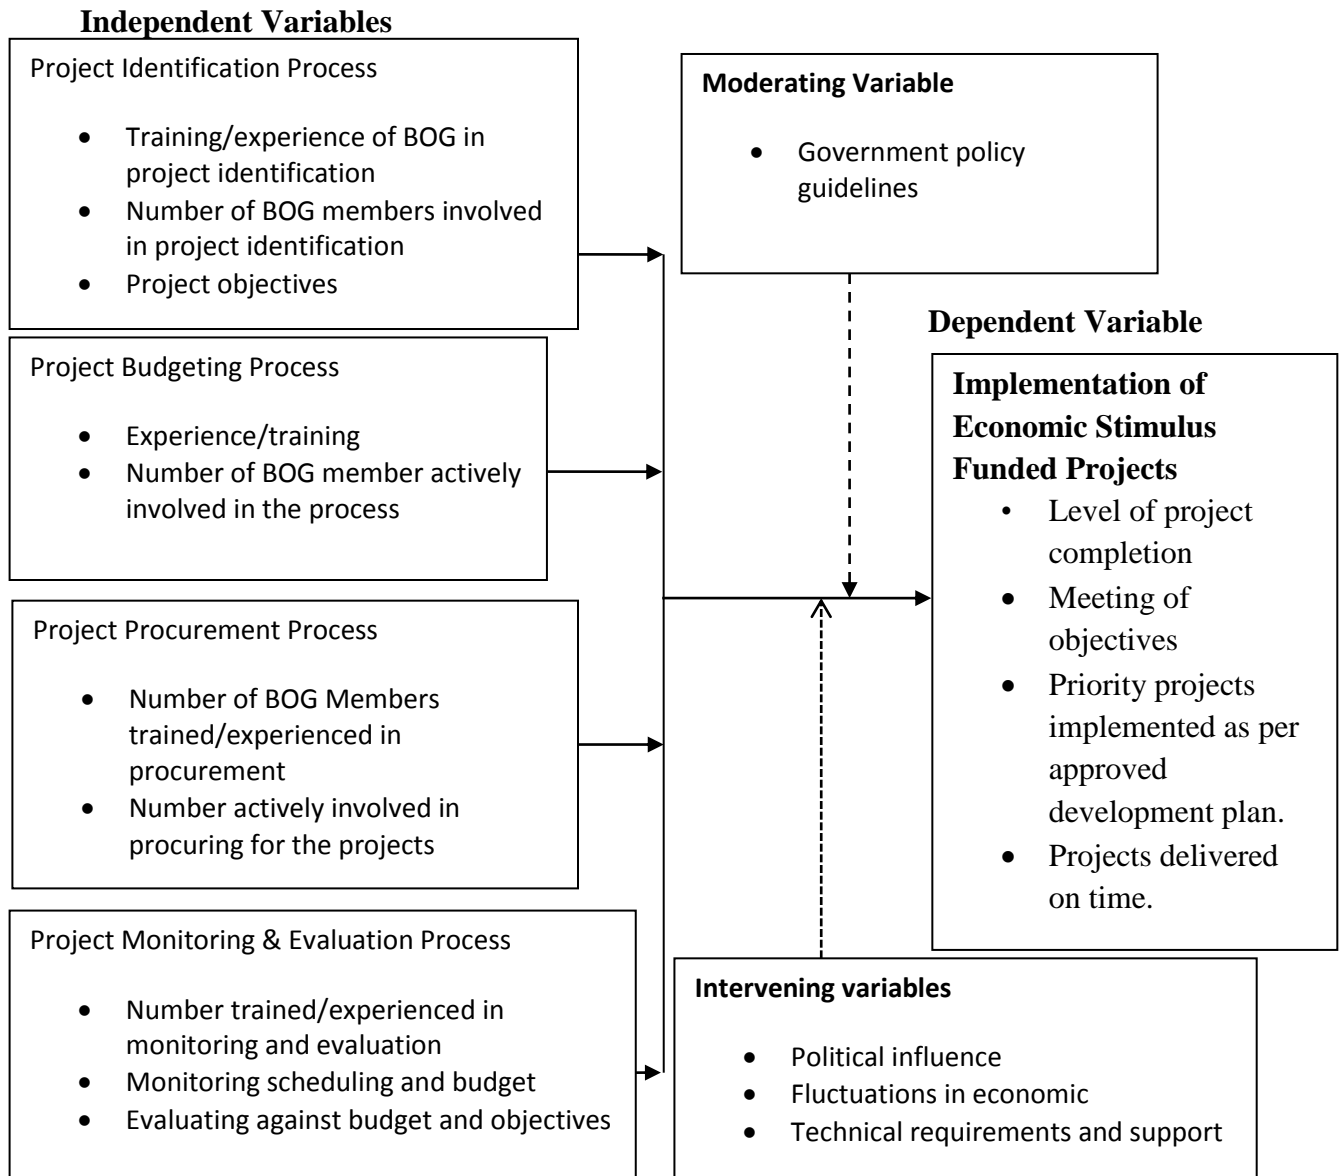 Independent Variables
Project Identification Process
• Training/experience of BOG in
project identification
• Number of BOG members involved
in project identification
• Project objectives
Project Budgeting Process
• Experience/training
• Number of BOG member actively
involved in the process
Project Procurement Process
• Number of BOG Members
trained/experienced in
procurement
• Number actively involved in
procuring for the projects
Project Monitoring & Evaluation Process
• Number trained/experienced in
monitoring and evaluation
• Monitoring scheduling and budget
• Evaluating against budget and objectives
Moderating Variable
• Government policy
guidelines
Dependent Variable
Implementation of
Economic Stimulus
Funded Projects
• Level of project
completion
• Meeting of
objectives
• Priority projects
implemented as per
approved
development plan.
• Projects delivered
on time.
Intervening variables
• Political influence
• Fluctuations in economic
• Technical requirements and support